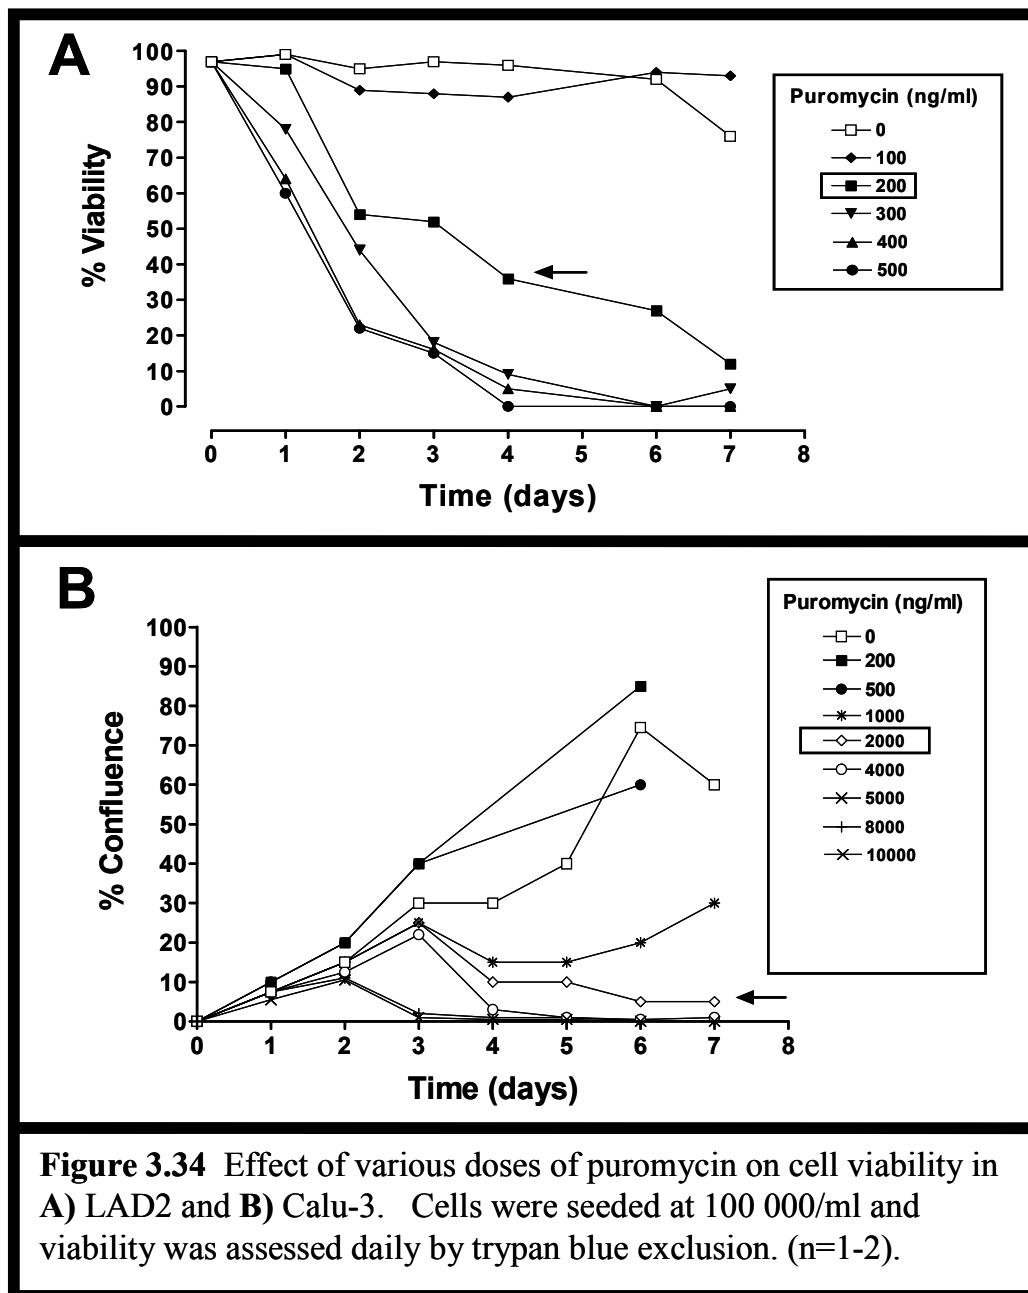 A
100
90
80
70
60
50
40
30
20
10
0
% Viability
0 1 2 3 4 5 6 7 8
Time (days)
Puromycin (ng/ml)
0
100
200
300
400
500
B
100
90
80
70
60
50
40
30
20
10
0
% Confluence
0 1 2 3 4 5 6 7 8
Time (days)
Puromycin (ng/ml)
0
200
500
1000
2000
4000
5000
8000
10000
Figure 3.34 Effect of various doses of puromycin on cell viability in
A) LAD2 and B) Calu-3. Cells were seeded at 100 000/ml and
viability was assessed daily by trypan blue exclusion. (n=1-2).